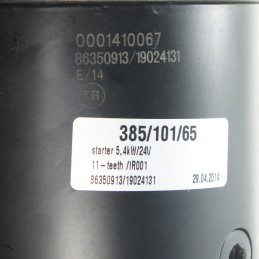 0001410067
86350913/19024131
E/14
385/101/65
starter 5,4kW/24V
11-teeth /IR001
86350913/19024131 29.04.2014